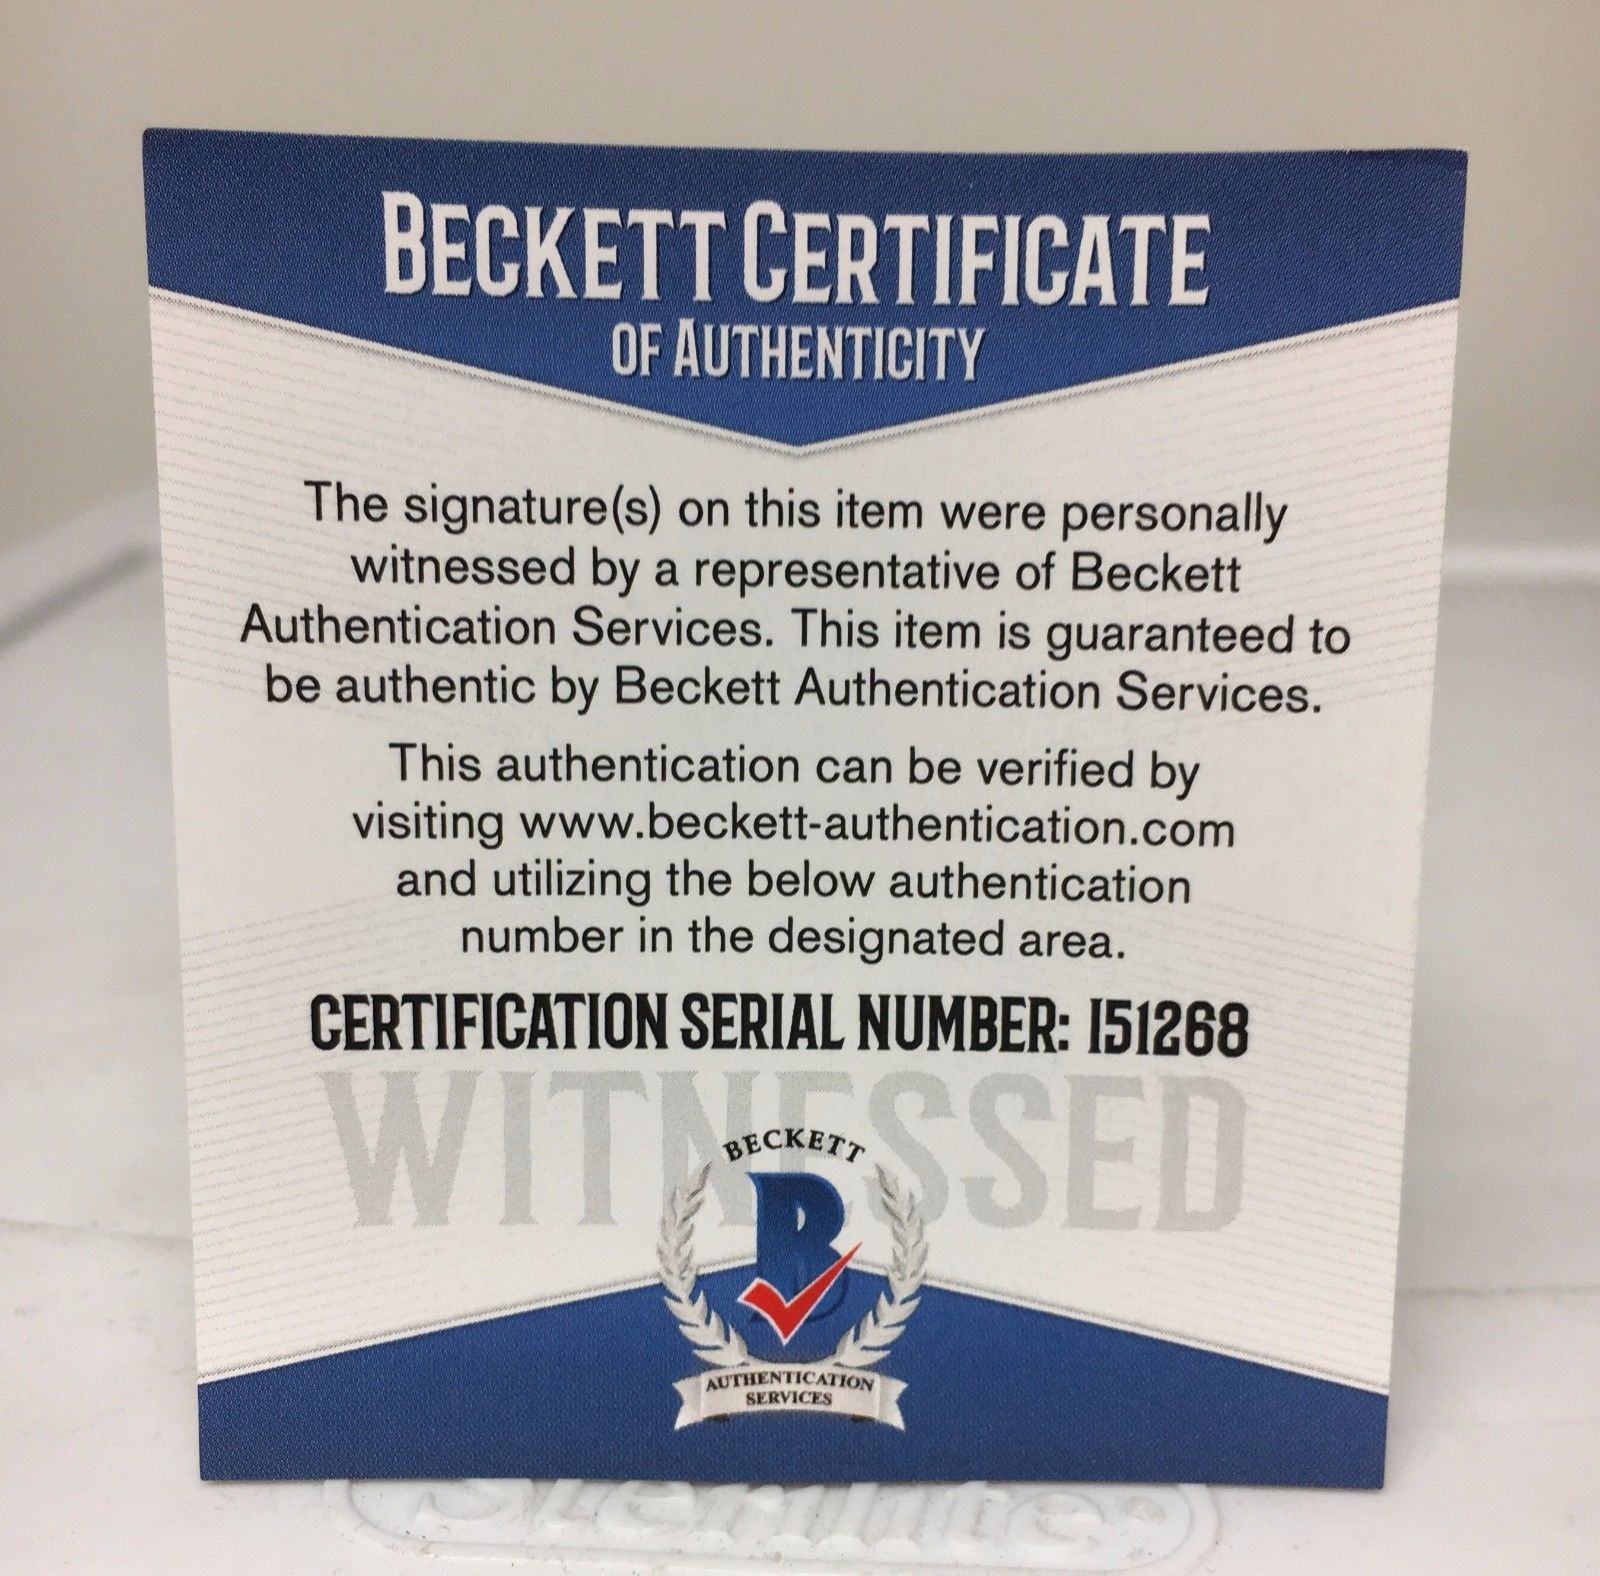 BECKETT CERTIFICATE
OF AUTHENTICITY
The signature(s) on this item were personally
witnessed by a representative of Beckett
Authentication Services. This item is guaranteed to
be authentic by Beckett Authentication Services.
This authentication can be verified by
visiting www.beckett-authentication.com
and utilizing the below authentication
number in the designated area.
CERTIFICATION SERIAL NUMBER: I51268
WITNESSED
BECKETT
B
AUTHENTICATION
SERVICES
Sterilite